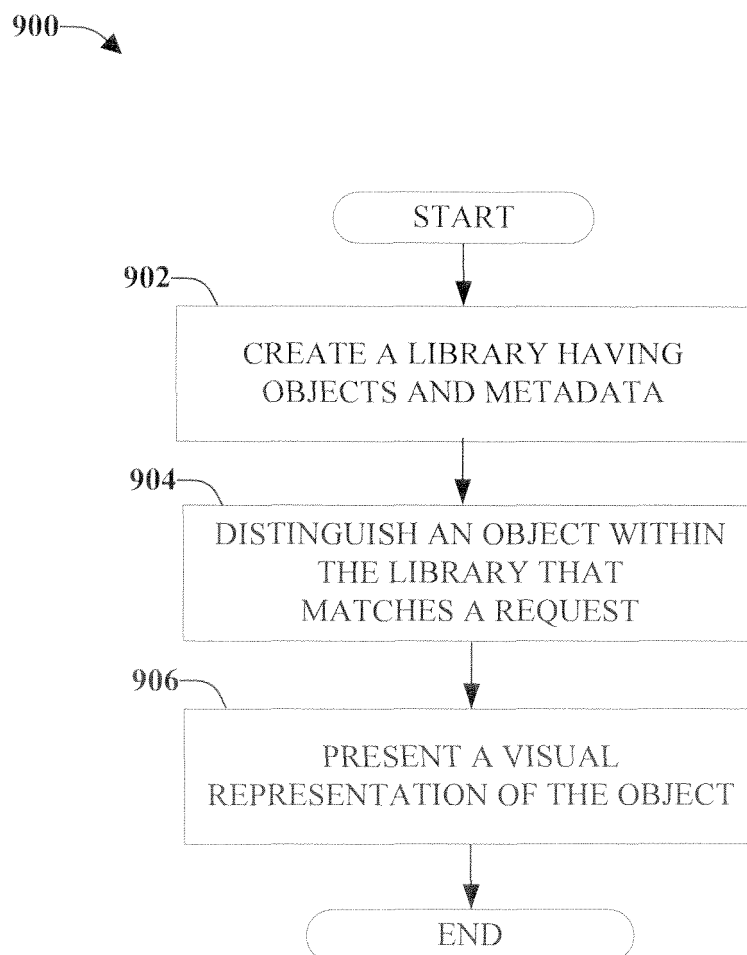 900
START
902
CREATE A LIBRARY HAVING
OBJECTS AND METADATA
904
DISTINGUISH AN OBJECT WITHIN
THE LIBRARY THAT
MATCHES A REQUEST
906
PRESENT A VISUAL
REPRESENTATION OF THE OBJECT
END